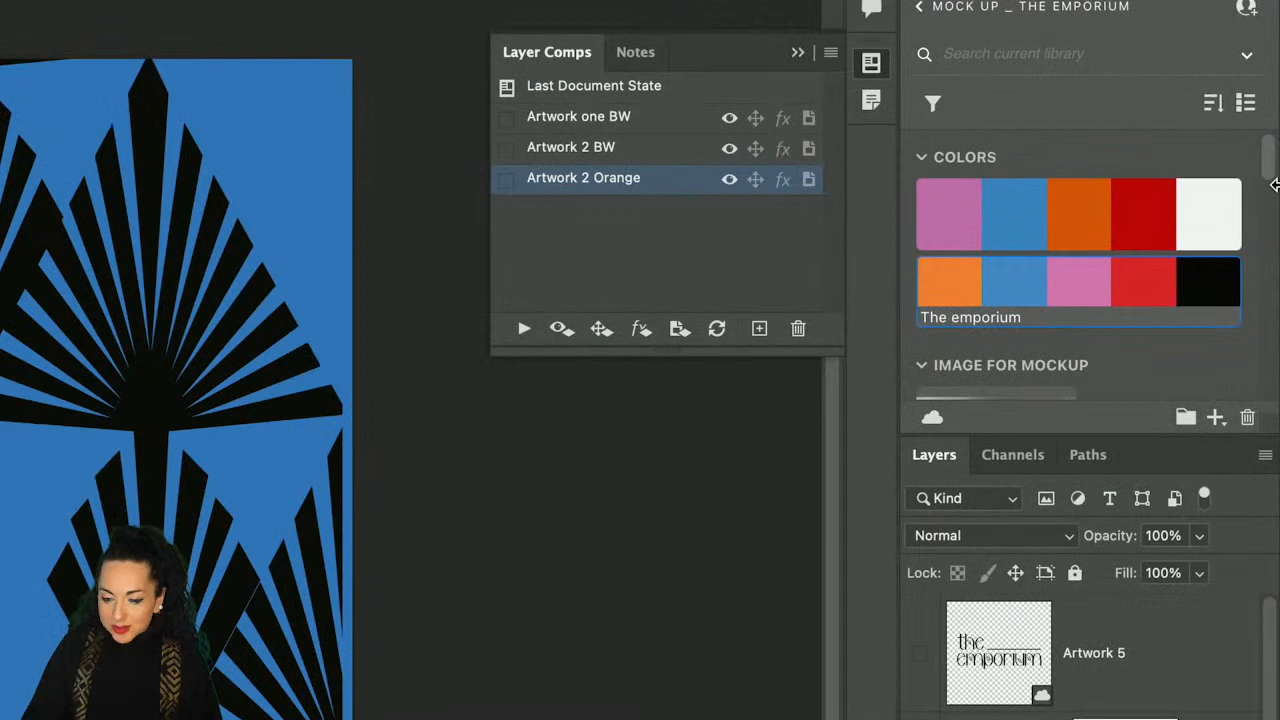 MOCK UP _ THE EMPORIUM
Layer Comps
Notes
Search current library
Last Document State
Artwork one BW
Artwork 2 BW
Artwork 2 Orange
COLORS
The emporium
IMAGE FOR MOCKUP
Layers
Channels
Paths
Kind
Normal
Opacity: 100%
Lock:
Fill: 100%
the
emporium
Artwork 5